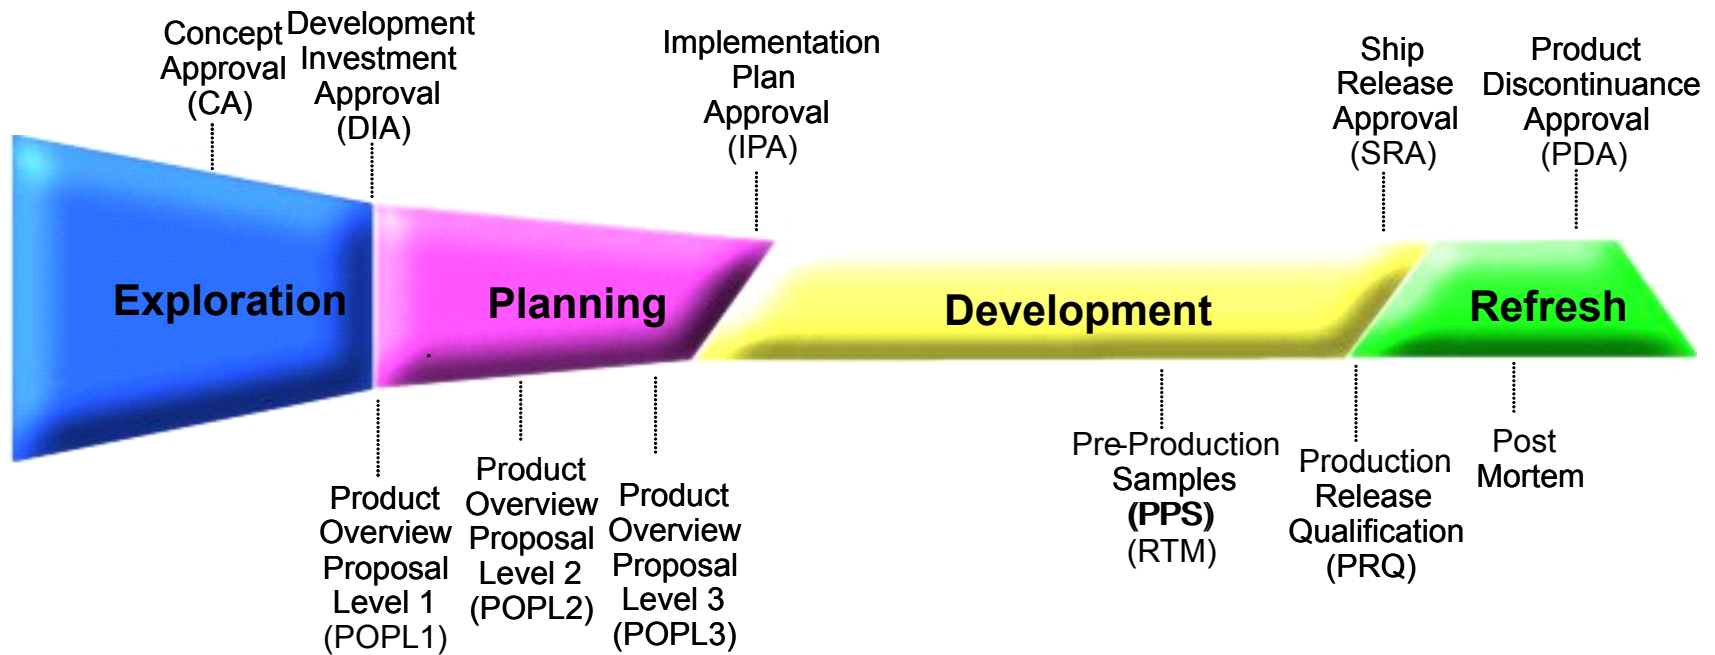 Concept
Approval
(CA)
Development
Investment
Approval
(DIA)
Implementation
Plan
Approval
(IPA)
Ship
Release
Approval
(SRA)
Product
Discontinuance
Approval
(PDA)
Exploration
Planning
Development
Refresh
Product
Overview
Proposal
Level 1
(POPL1)
Product
Overview
Proposal
Level 2
(POPL2)
Product
Overview
Proposal
Level 3
(POPL3)
Pre-Production
Samples
(PPS)
(RTM)
Production
Release
Qualification
(PRQ)
Post
Mortem